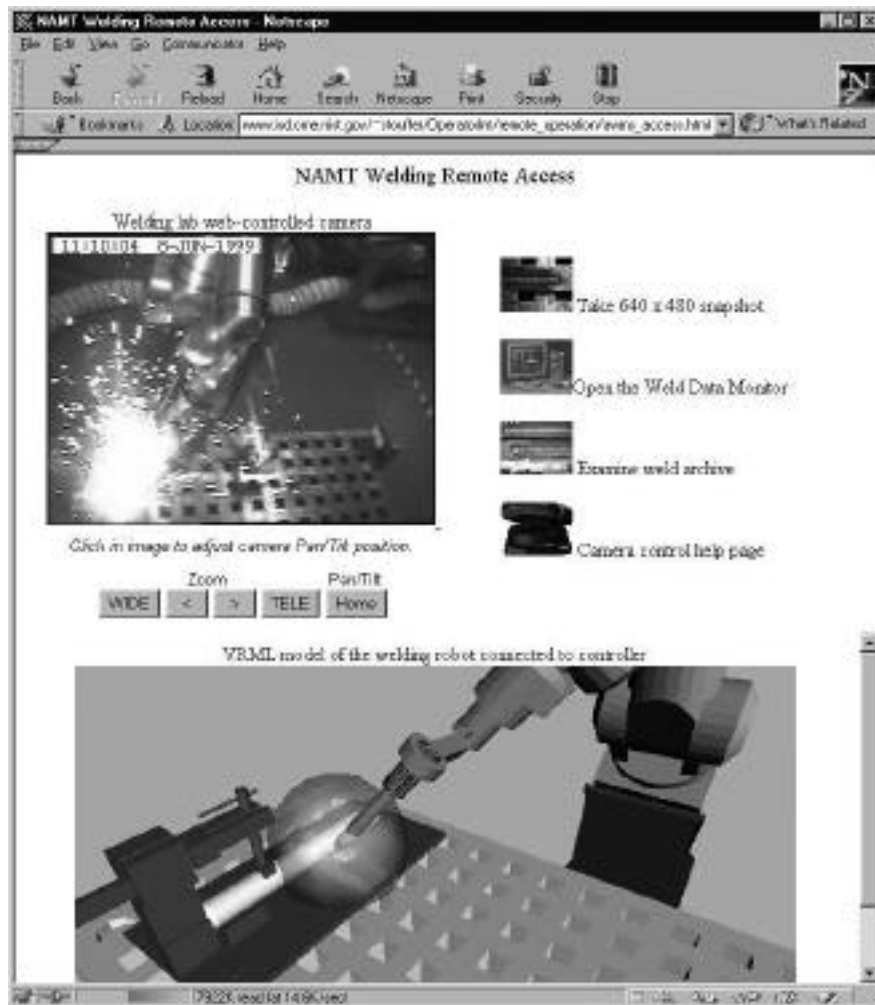 NAMT Welding Remote Access - Netscape
File Edit View Go Communicator Help
Back Reload Home Search Netscape Print Security Stop
Bookmarks Location: What's Related
NAMT Welding Remote Access
Welding lab web-controlled camera
11:10:04 8-JUN-1999
Take 640 x 480 snapshot
Open the Weld Data Monitor
Examine weld archive
Camera control help page
Click in image to adjust camera Pan/Tilt position.
Zoom Pan/Tilt
WIDE < > TELE Home
VRML model of the welding robot connected to controller